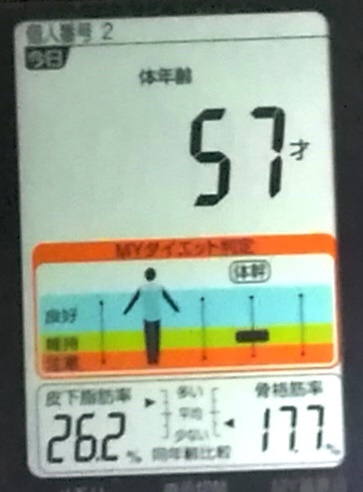 個人番号 2
今日
体年齢
57才
MYダイエット判定
体幹
良好
維持
注意
皮下脂肪率
26.2%
多い
平均
少ない
同年齢比較
骨格筋率
17.7%